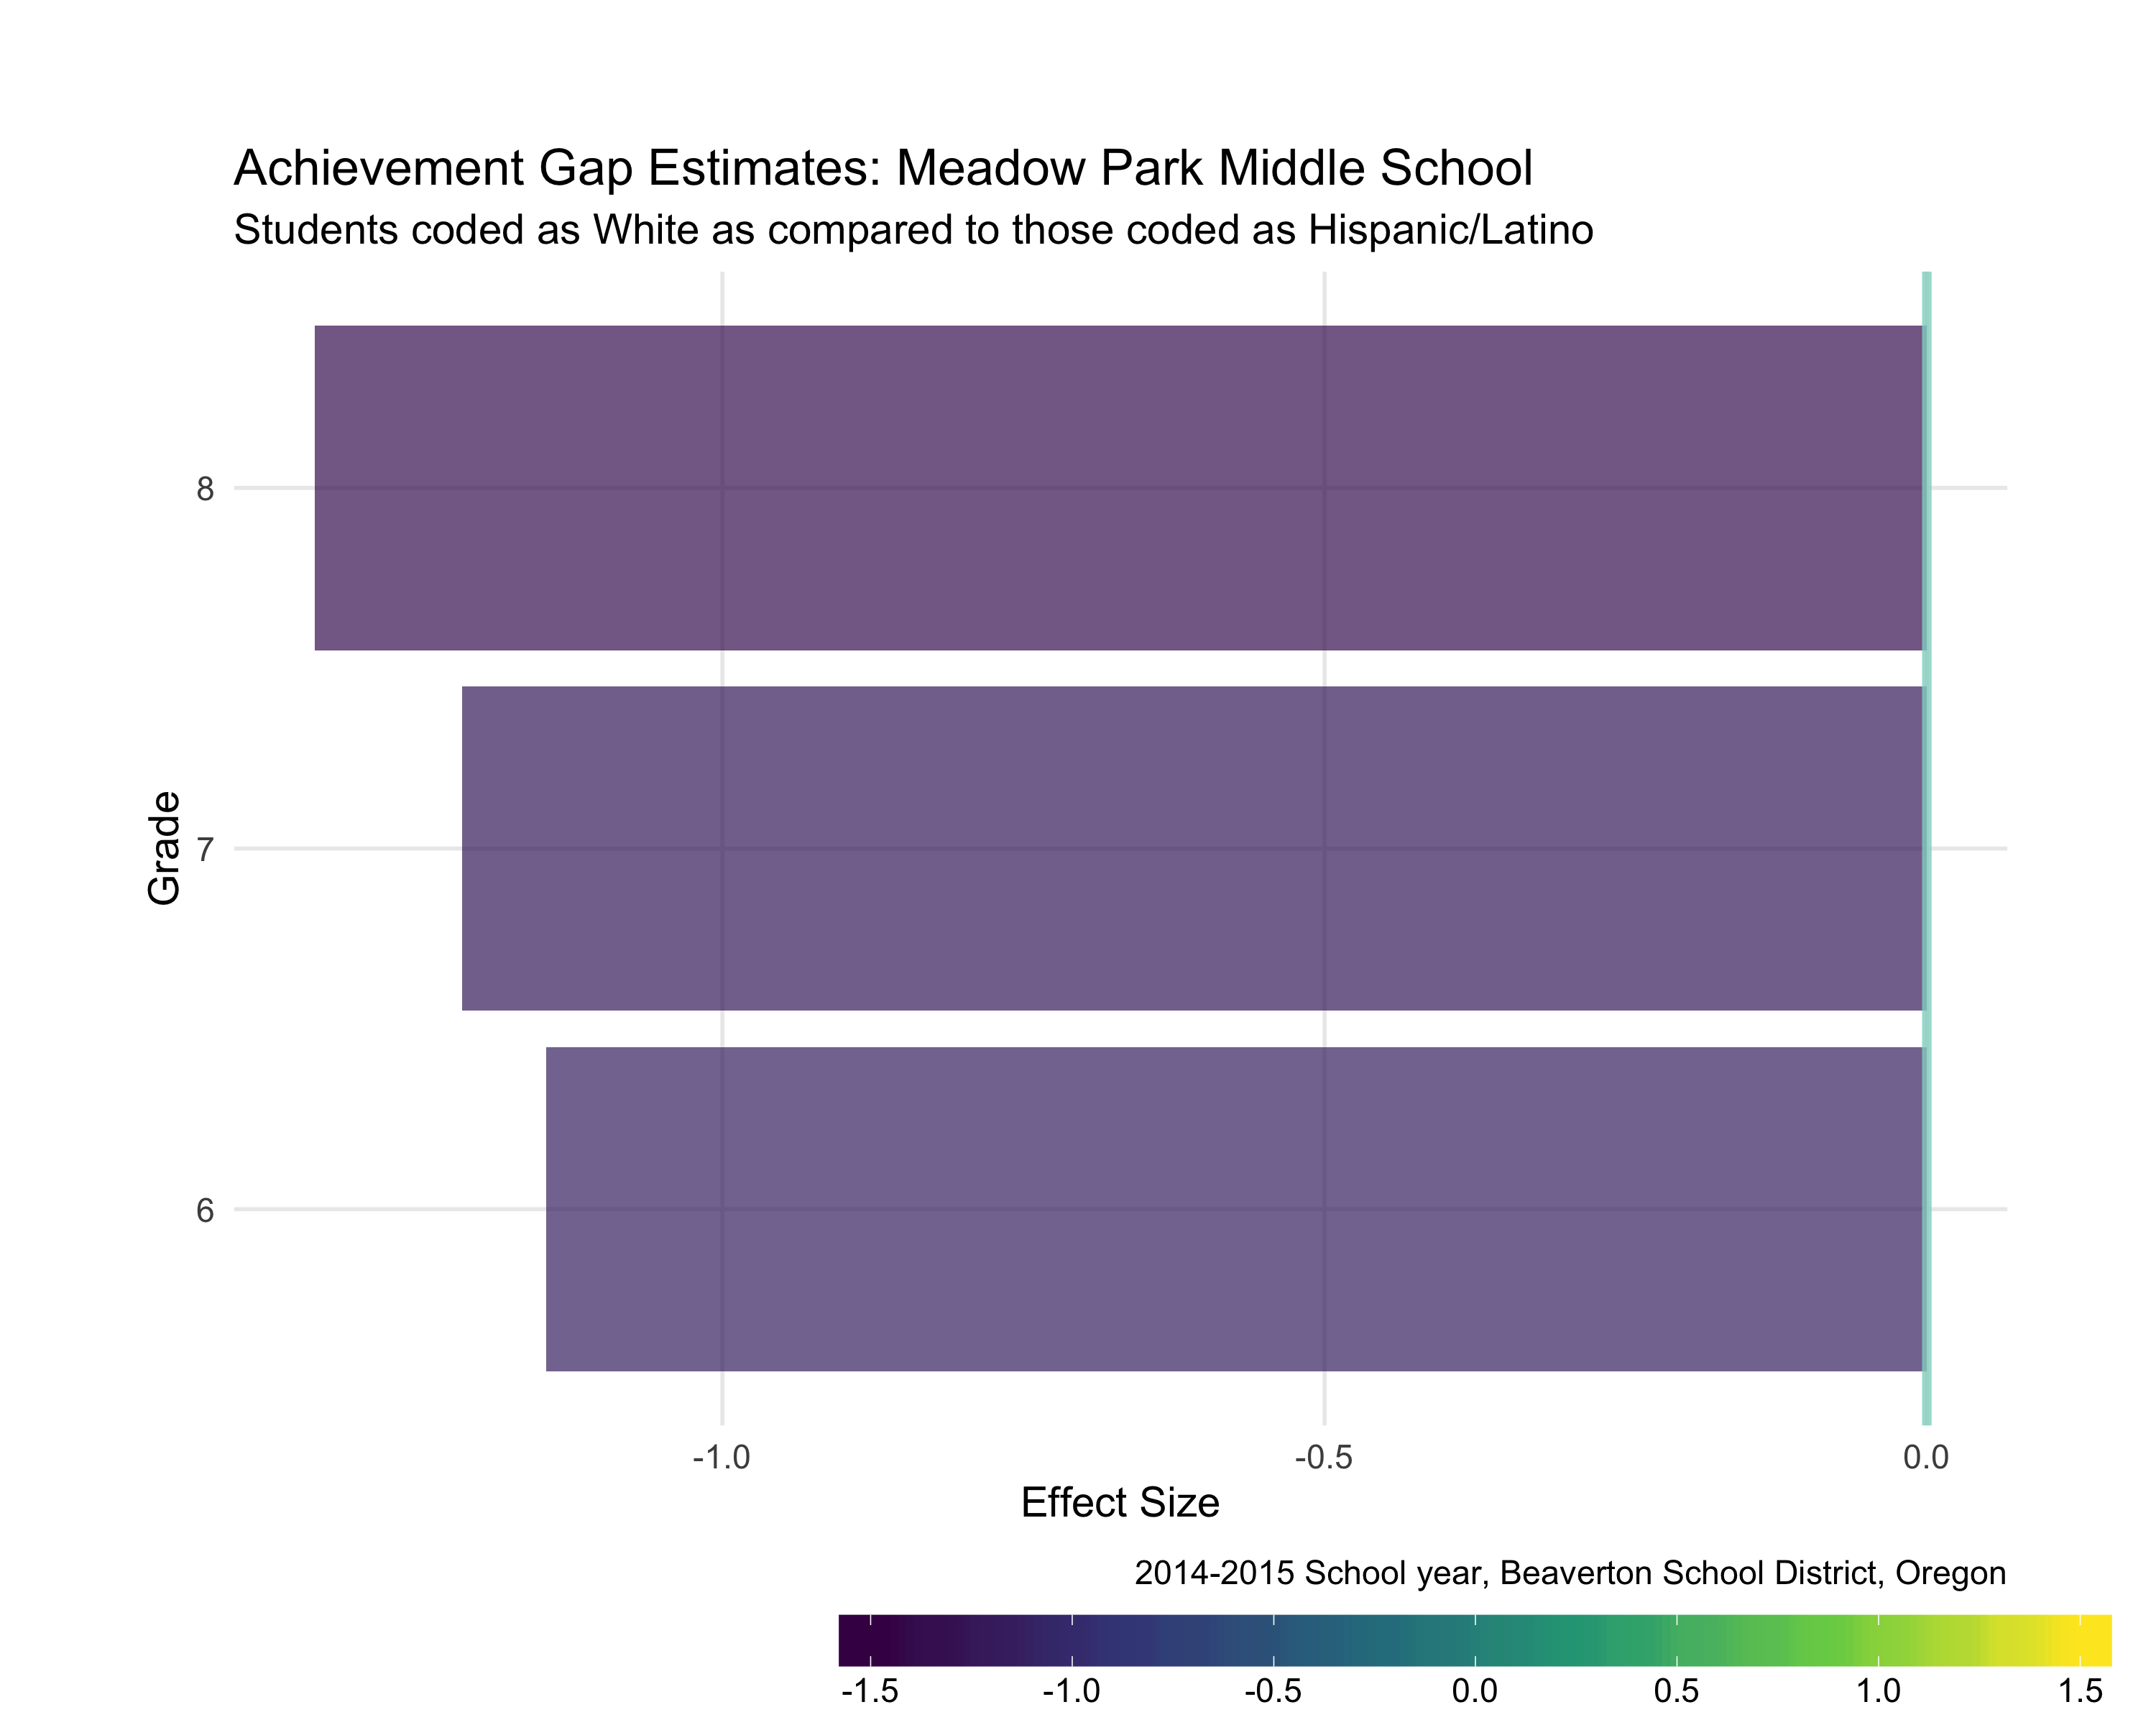 Achievement Gap Estimates: Meadow Park Middle School
Students coded as White as compared to those coded as Hispanic/Latino
8
7
6
Grade
-1.0 -0.5 0.0
Effect Size
2014-2015 School year, Beaverton School District, Oregon
-1.5 -1.0 -0.5 0.0 0.5 1.0 1.5